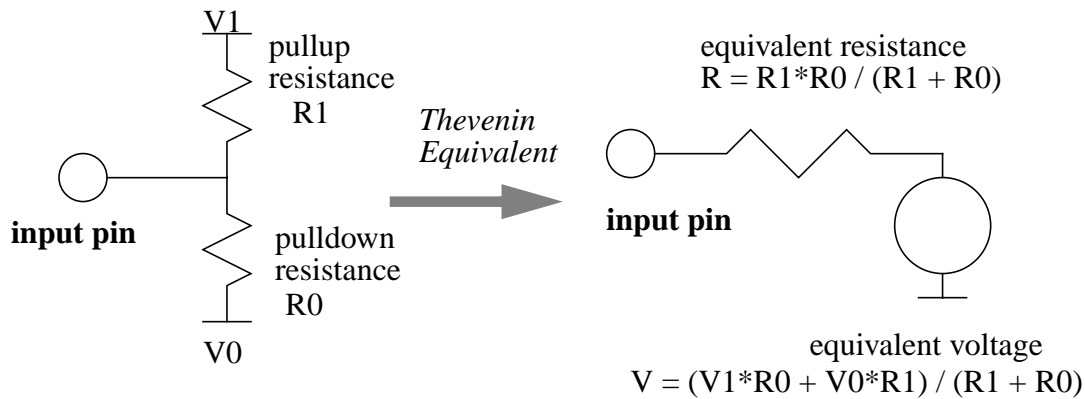 V1
pullup
resistance
R1
input pin
pulldown
resistance
R0
V0
Thevenin
Equivalent
equivalent resistance
R = R1*R0 / (R1 + R0)
input pin
equivalent voltage
V = (V1*R0 + V0*R1) / (R1 + R0)